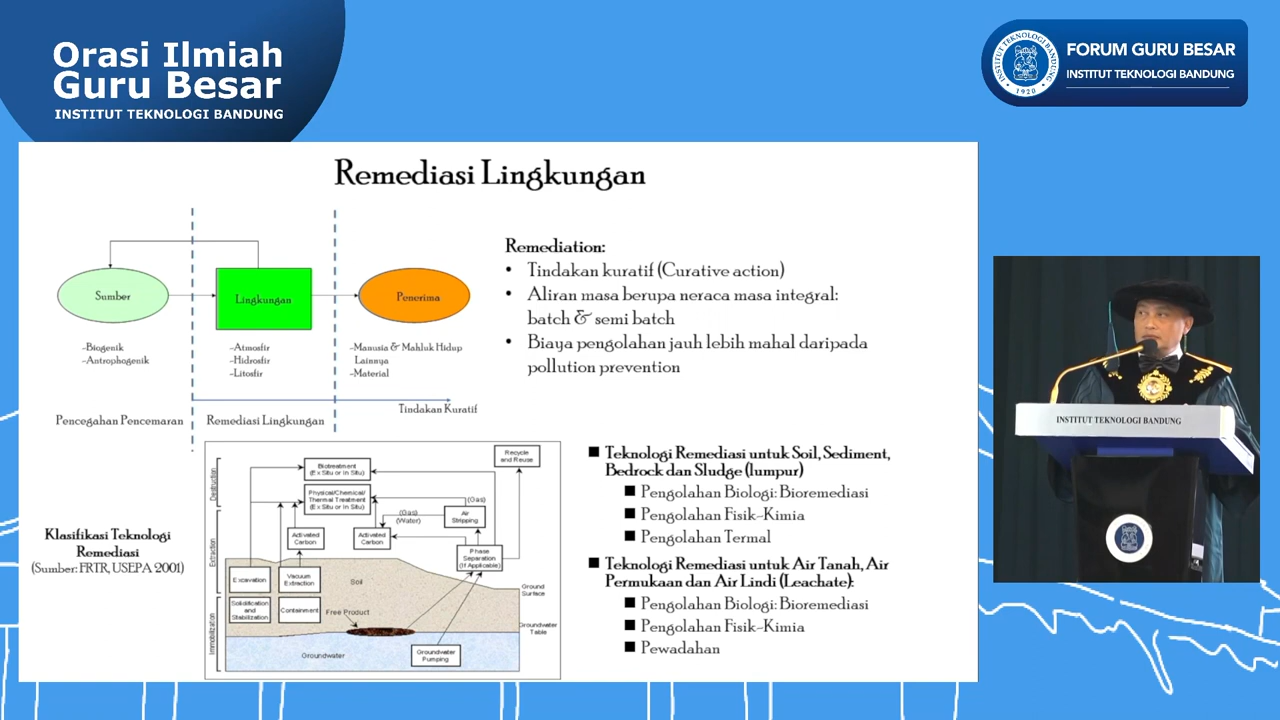 Orasi Ilmiah
Guru Besar
INSTITUT TEKNOLOGI BANDUNG
INSTITUT TEKNOLOGI BANDUNG
1920
FORUM GURU BESAR
INSTITUT TEKNOLOGI BANDUNG
Remediasi Lingkungan
Sumber
Lingkungan
Penerima
-Biogenik
-Antrophogenik
-Atmosfir
-Hidrosfir
-Litosfir
-Manusia & Mahluk Hidup
Lainnya
-Material
Tindakan Kuratif
Pencegahan Pencemaran
Remediasi Lingkungan
Remediation:
• Tindakan kuratif (Curative action)
• Aliran masa berupa neraca masa integral:
batch & semi batch
• Biaya pengolahan jauh lebih mahal daripada
pollution prevention
Klasifikasi Teknologi
Remediasi
(Sumber: FRTR, USEPA 2001)
Destruction
Extraction
Immobilization
Biotreatment
(Ex Situ or In Situ)
Physical/Chemical/
Thermal Treatment
(Ex Situ or In Situ)
Recycle
and Reuse
(Gas)
(Gas)
(Water)
Air
Stripping
Activated
Carbon
Activated
Carbon
Phase
Separation
(If Applicable)
Excavation
Vacuum
Extraction
Soil
Ground
Surface
Solidification
and
Stabilization
Containment
Free Product
Groundwater
Table
Groundwater
Groundwater
Pumping
■ Teknologi Remediasi untuk Soil, Sediment,
Bedrock dan Sludge (lumpur)
■ Pengolahan Biologi: Bioremediasi
■ Pengolahan Fisik-Kimia
■ Pengolahan Termal
■ Teknologi Remediasi untuk Air Tanah, Air
Permukaan dan Air Lindi (Leachate):
■ Pengolahan Biologi: Bioremediasi
■ Pengolahan Fisik-Kimia
■ Pewadahan
INSTITUT TEKNOLOGI BANDUNG